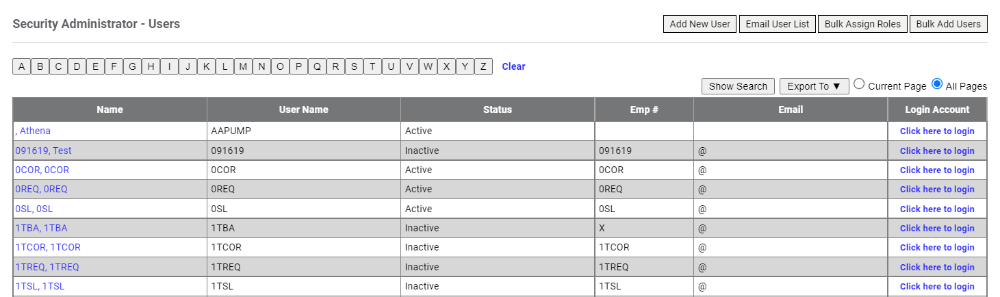 Security Administrator - Users
Add New User Email User List Bulk Assign Roles Bulk Add Users
A B C D E F G H I J K L M N O P Q R S T U V W X Y Z Clear
Show Search Export To ▼ Current Page All Pages
Name User Name Status Emp # Email Login Account
, Athena AAPUMP Active Click here to login
091619, Test 091619 Inactive 091619 @ Click here to login
0COR, 0COR 0COR Active 0COR @ Click here to login
0REQ, 0REQ 0REQ Active 0REQ @ Click here to login
0SL, 0SL 0SL Active 0SL @ Click here to login
1TBA, 1TBA 1TBA Inactive X @ Click here to login
1TCOR, 1TCOR 1TCOR Inactive 1TCOR @ Click here to login
1TREQ, 1TREQ 1TREQ Inactive 1TREQ @ Click here to login
1TSL, 1TSL 1TSL Inactive 1TSL @ Click here to login